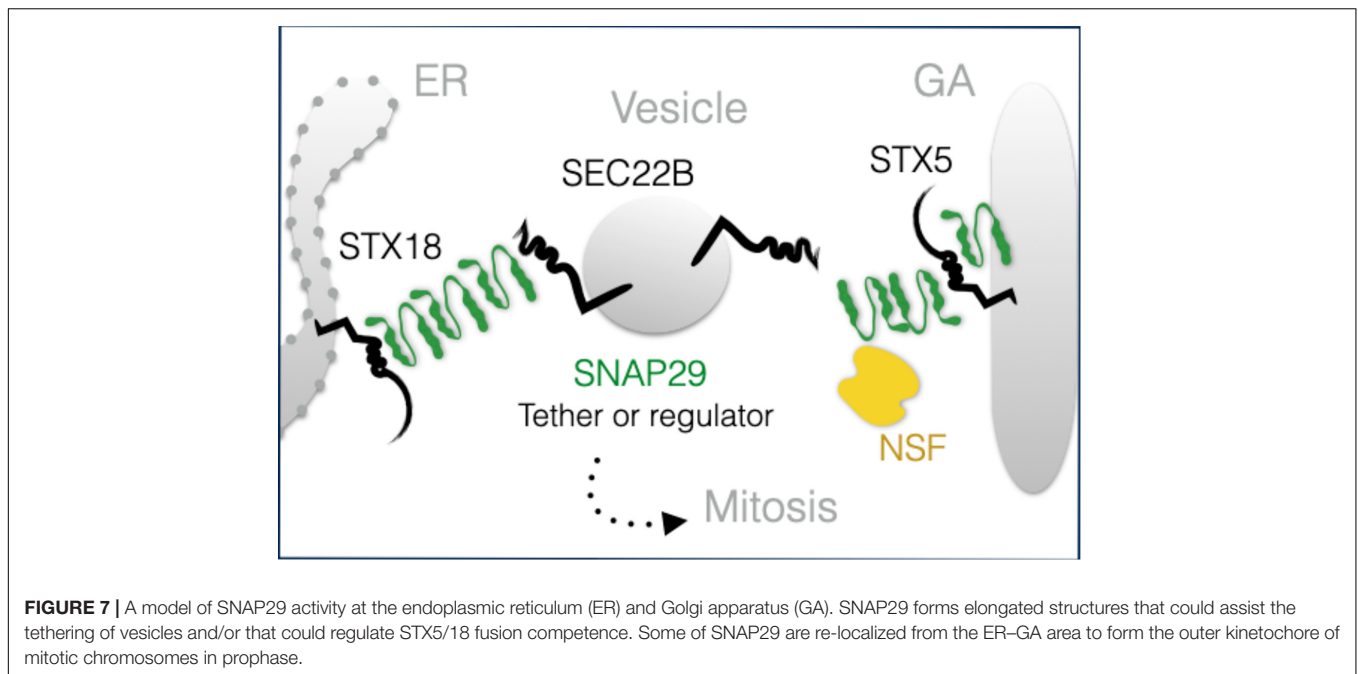 ER
GA
Vesicle
STX5
SEC22B
STX18
SNAP29
Tether or regulator
NSF
Mitosis
FIGURE 7 | A model of SNAP29 activity at the endoplasmic reticulum (ER) and Golgi apparatus (GA). SNAP29 forms elongated structures that could assist the
tethering of vesicles and/or that could regulate STX5/18 fusion competence. Some of SNAP29 are re-localized from the ER–GA area to form the outer kinetochore of
mitotic chromosomes in prophase.